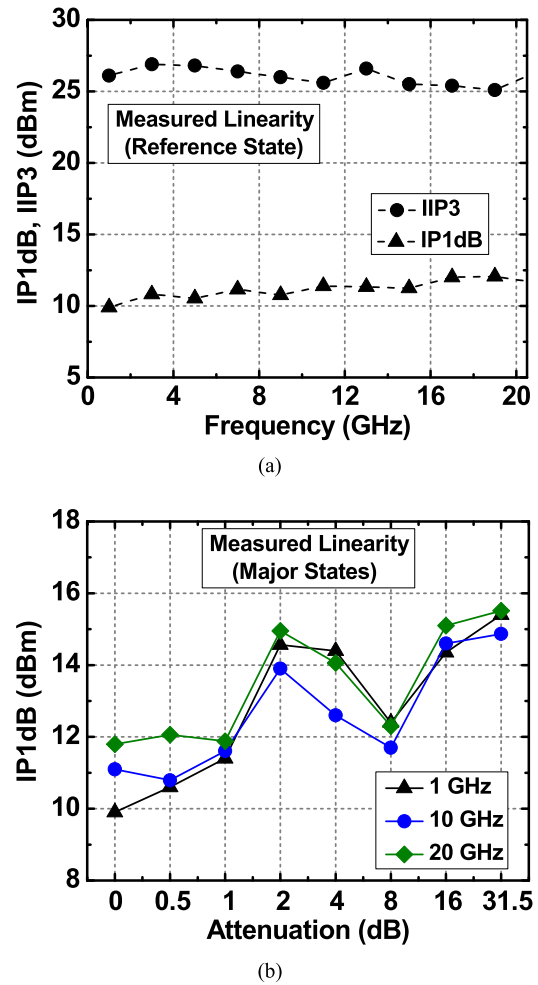 30
25
20
15
10
5
IP1dB, IIP3 (dBm)
Measured Linearity
(Reference State)
IIP3
IP1dB
0 4 8 12 16 20
Frequency (GHz)
(a)
18
16
14
12
10
8
IP1dB (dBm)
Measured Linearity
(Major States)
1 GHz
10 GHz
20 GHz
0 0.5 1 2 4 8 16 31.5
Attenuation (dB)
(b)